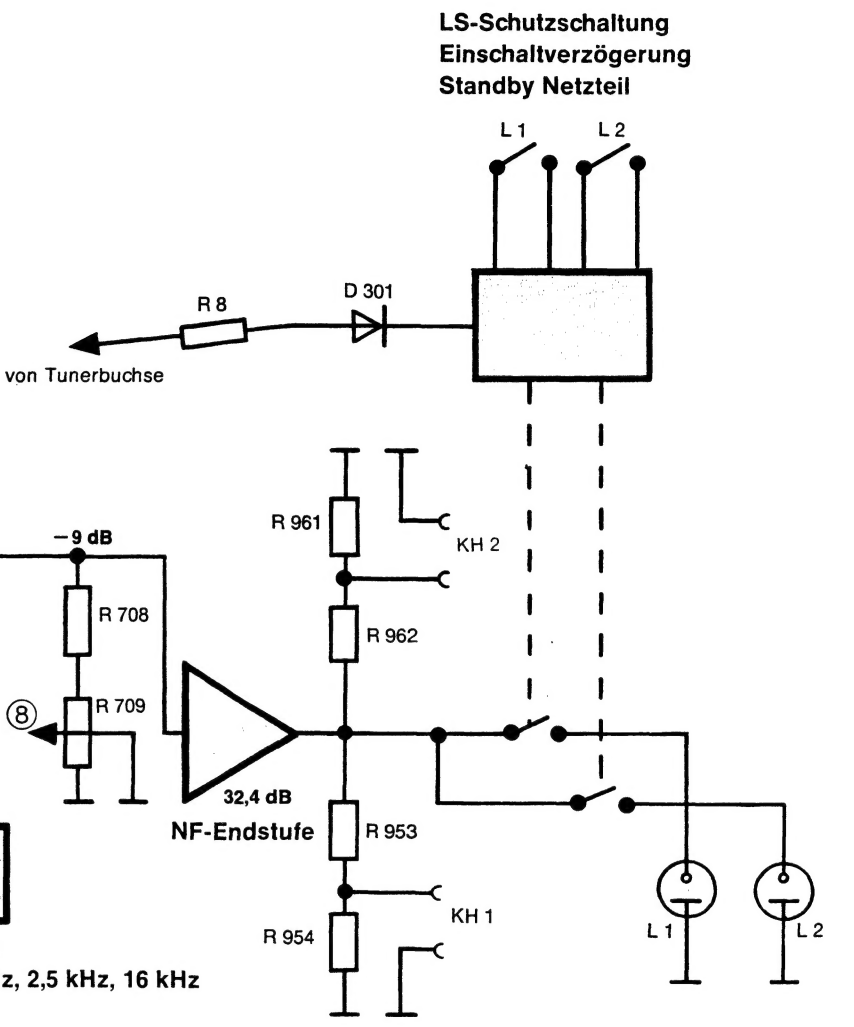 LS-Schutzschaltung
Einschaltverzögerung
Standby Netzteil
L 1
L 2
R 8
D 301
von Tunerbuchse
R 961
KH 2
– 9 dB
R 708
R 962
R 709
8
32,4 dB
NF-Endstufe
R 953
KH 1
R 954
L 1
L 2
z, 2,5 kHz, 16 kHz